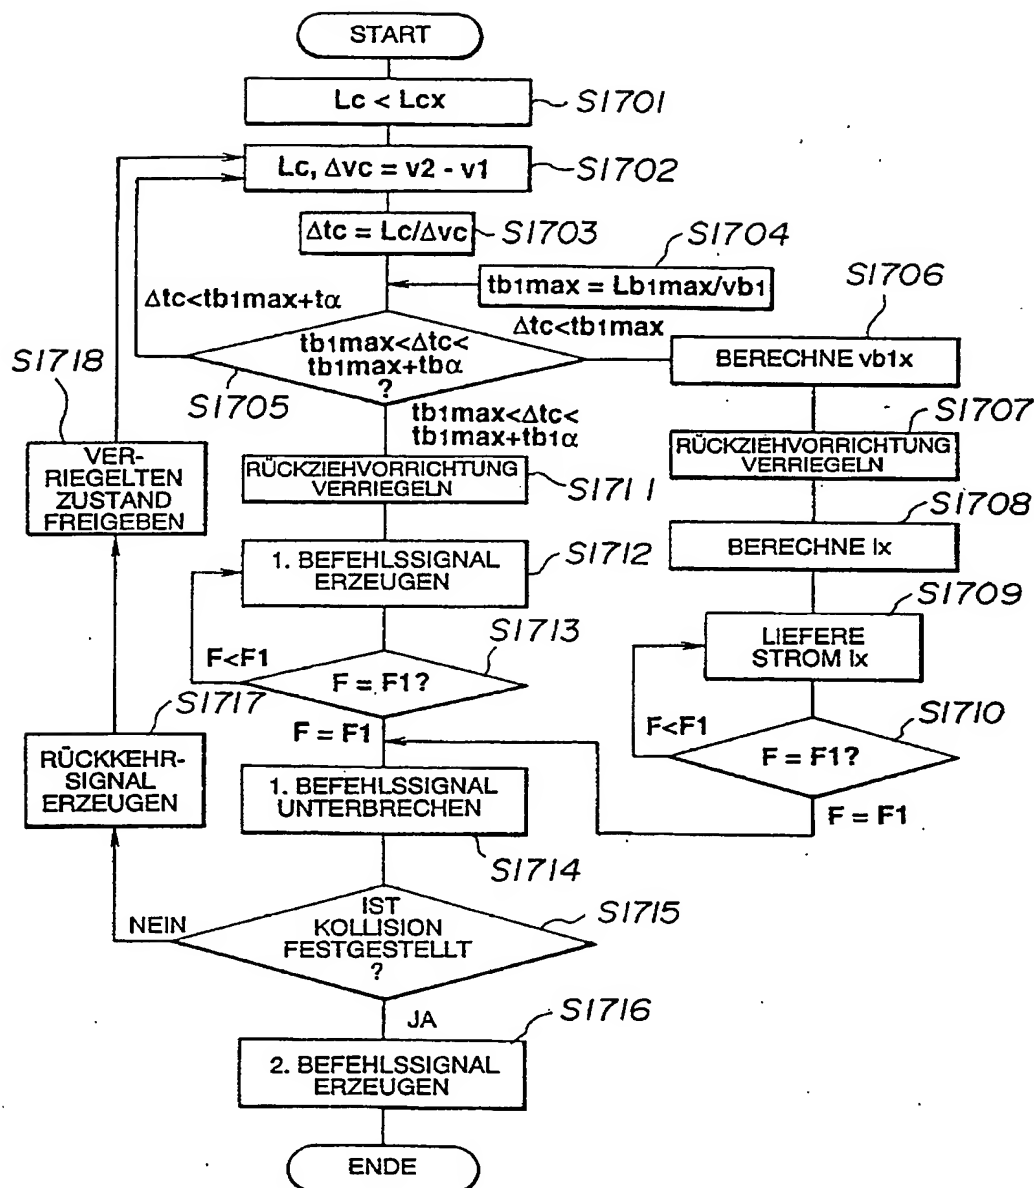 START
Lc < Lcx
S1701
Lc, Δvc = v2 - v1
S1702
Δtc = Lc/Δvc
S1703
S1704
tb1max = Lb1max/vb1
S1706
Δtc<tb1max+tα
Δtc<tb1max
tb1max<Δtc<
tb1max+tbα
?
BERECHNE vb1x
S1718
S1705
tb1max<Δtc<
tb1max+tb1α
S1707
RÜCKZIEHVORRICHTUNG
VERRIEGELN
VER-
RIEGELTEN
ZUSTAND
FREIGEBEN
RÜCKZIEHVORRICHTUNG
VERRIEGELN
S1711
S1708
BERECHNE Ix
1. BEFEHLSSIGNAL
ERZEUGEN
S1712
S1709
LIEFERE
STROM Ix
S1713
F<F1
F = F1?
S1717
F = F1
F<F1
S1710
F = F1?
RÜCKKEHR-
SIGNAL
ERZEUGEN
1. BEFEHLSSIGNAL
UNTERBRECHEN
F = F1
S1714
IST
KOLLISION
FESTGESTELLT
?
S1715
NEIN
JA
S1716
2. BEFEHLSSIGNAL
ERZEUGEN
ENDE